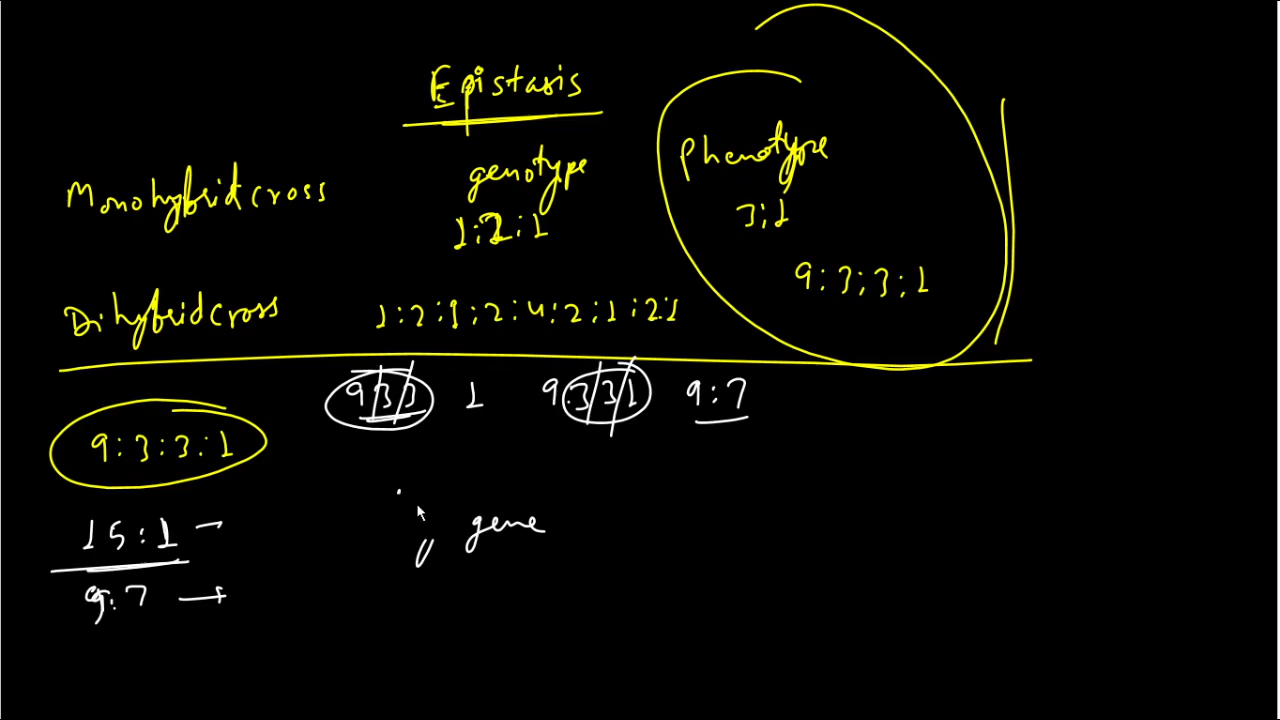 Epistasis
genotype phenotype
Monohybrid cross 1:2:1 3:1
9:3:3:1
Dihybrid cross 1:2:1:2:4:2:1:2:1
9 3 3 1 9:3 3 1 9:7
9:3:3:1
15:1
gene
9:7